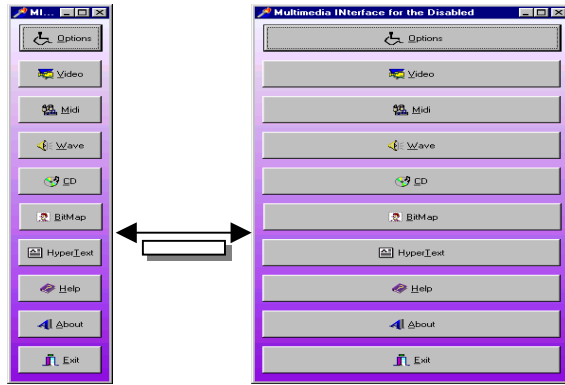 MI...
Options
Video
Midi
Wave
CD
BitMap
HyperText
Help
About
Exit
Multimedia INterface for the Disabled
Options
Video
Midi
Wave
CD
BitMap
HyperText
Help
About
Exit